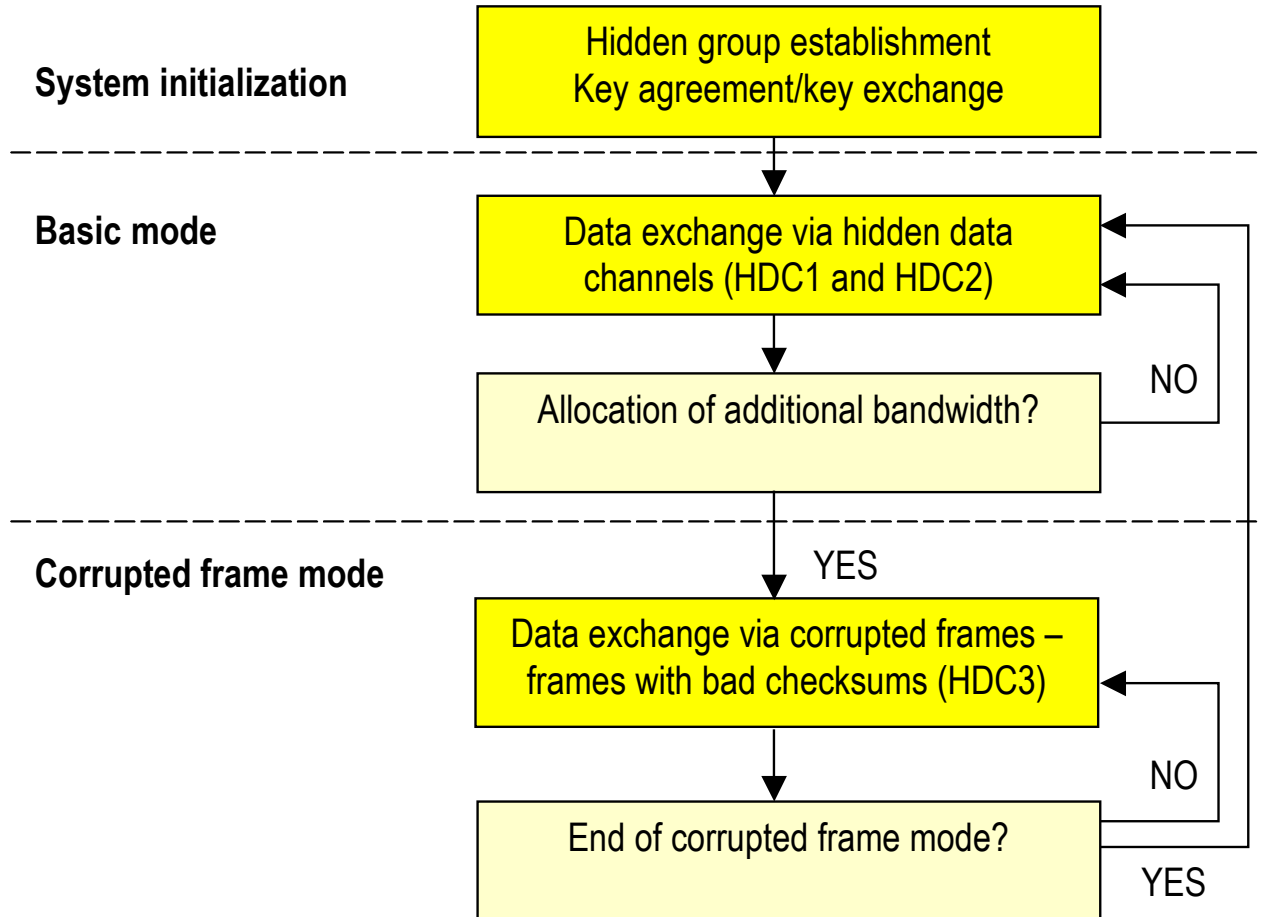 System initialization
Hidden group establishment
Key agreement/key exchange
Basic mode
Data exchange via hidden data
channels (HDC1 and HDC2)
NO
Allocation of additional bandwidth?
Corrupted frame mode
YES
Data exchange via corrupted frames –
frames with bad checksums (HDC3)
NO
End of corrupted frame mode?
YES